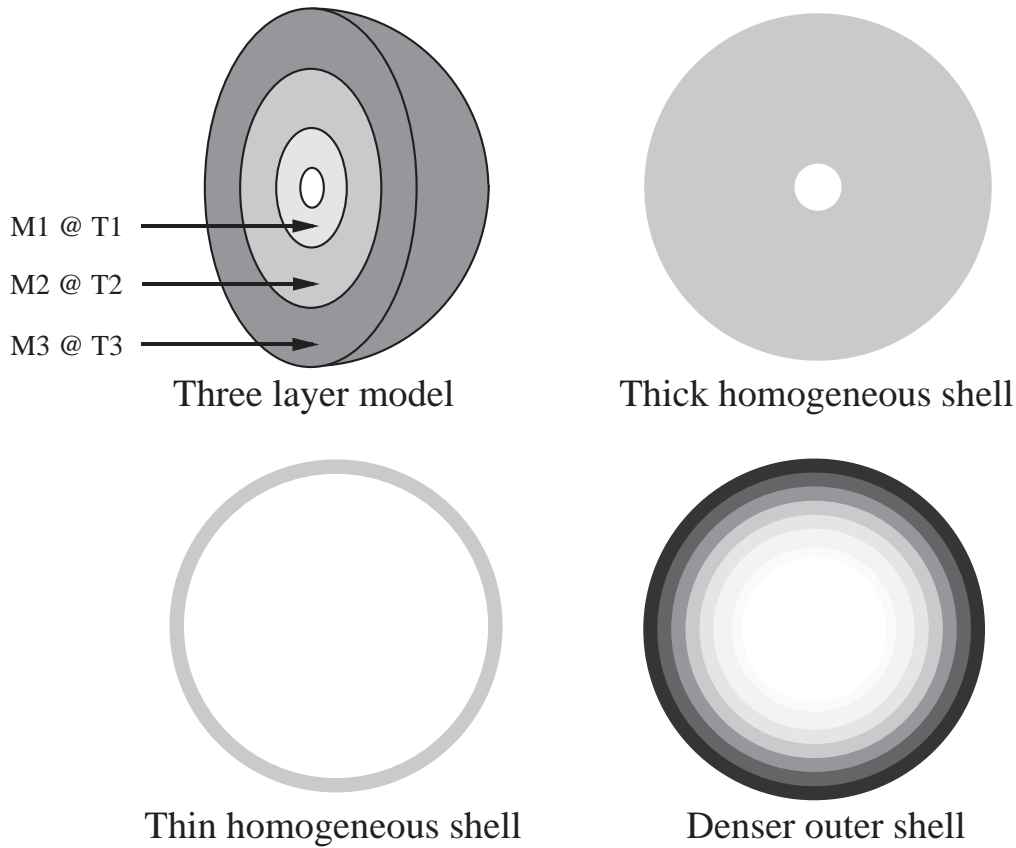 M1 @ T1
M2 @ T2
M3 @ T3
Three layer model
Thick homogeneous shell
Thin homogeneous shell
Denser outer shell